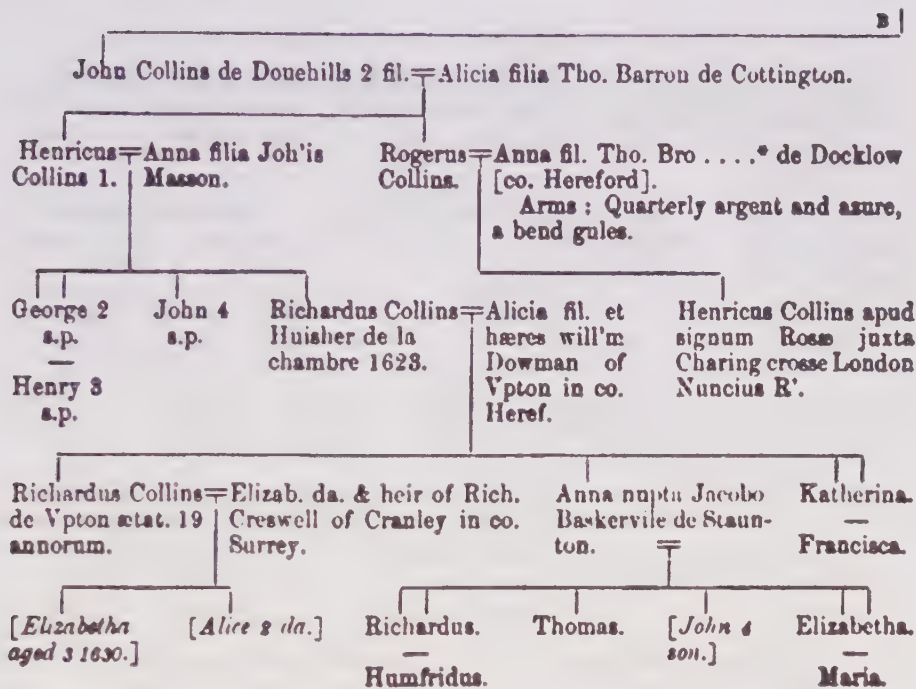 B
John Collins de Donehills 2 fil. Alicia filia Tho. Barron de Cottington.
Henricus Collins 1. Anna filia Joh'is Masson.
Rogerus Collins. Anna fil. Tho. Bro ....* de Docklow
[co. Hereford].
Arms : Quarterly argent and asure,
a bend gules.
George 2
s.p.
—
Henry 3
s.p.
John 4
s.p.
Richardus Collins
Huisher de la
chambre 1623.
Alicia fil. et
hæres will'm
Dowman of
Vpton in co.
Heref.
Henricus Collins apud
signum Rosæ juxta
Charing crosse London
Nuncius R'.
Richardus Collins
de Vpton ætat. 19
annorum.
Elizab. da. & heir of Rich.
Creswell of Cranley in co.
Surrey.
Anna nupta Jacobo
Baskervile de Staun-
ton.
Katherina.
—
Francisca.
[Elizabetha
aged 3 1630.]
[Alice 2 da.]
Richardus.
—
Humfridus.
Thomas.
[John 4
son.]
Elizabetha.
—
Maria.